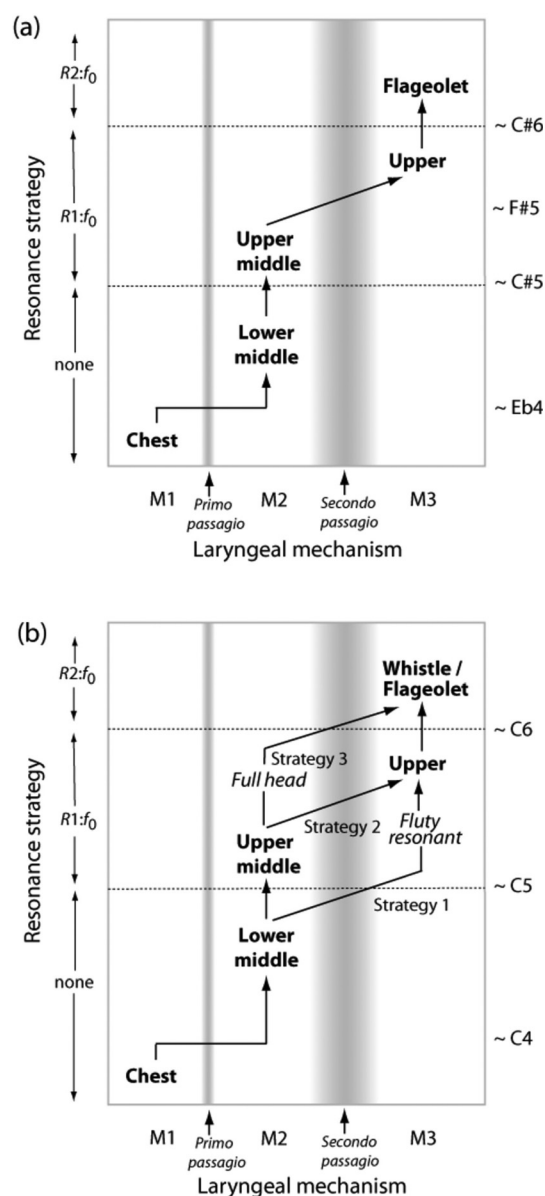 (a)
R2:f0
Flageolet
~ C#6
Upper
R1:f0
~ F#5
Upper
middle
~ C#5
Resonance strategy
Lower
middle
none
~ Eb4
Chest
M1
Primo
passagio
M2
Secondo
passagio
M3
Laryngeal mechanism
(b)
R2:f0
Whistle /
Flageolet
~ C6
Strategy 3
Full head
Upper
R1:f0
Strategy 2
Fluty
resonant
Upper
middle
~ C5
Strategy 1
Resonance strategy
Lower
middle
none
~ C4
Chest
M1
Primo
passagio
M2
Secondo
passagio
M3
Laryngeal mechanism